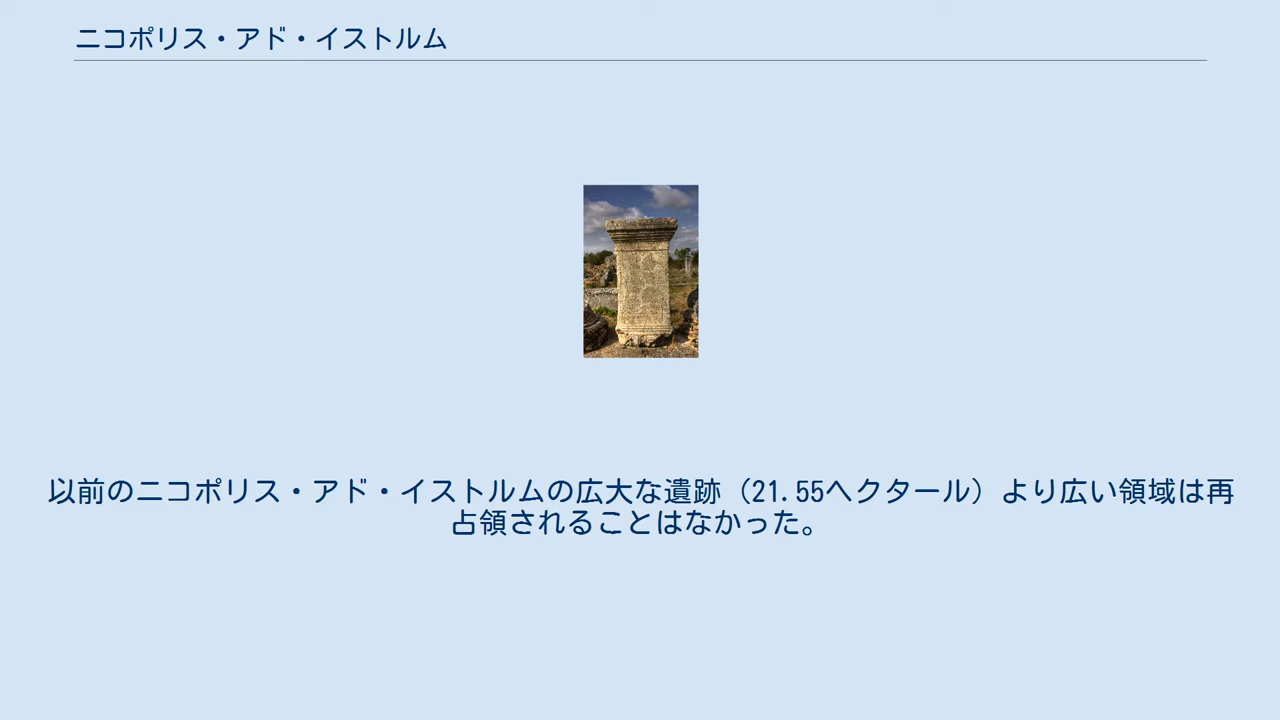 ニコポリス・アド・イストルム
以前のニコポリス・アド・イストルムの広大な遺跡（21.55ヘクタール）より広い領域は再
占領されることはなかった。